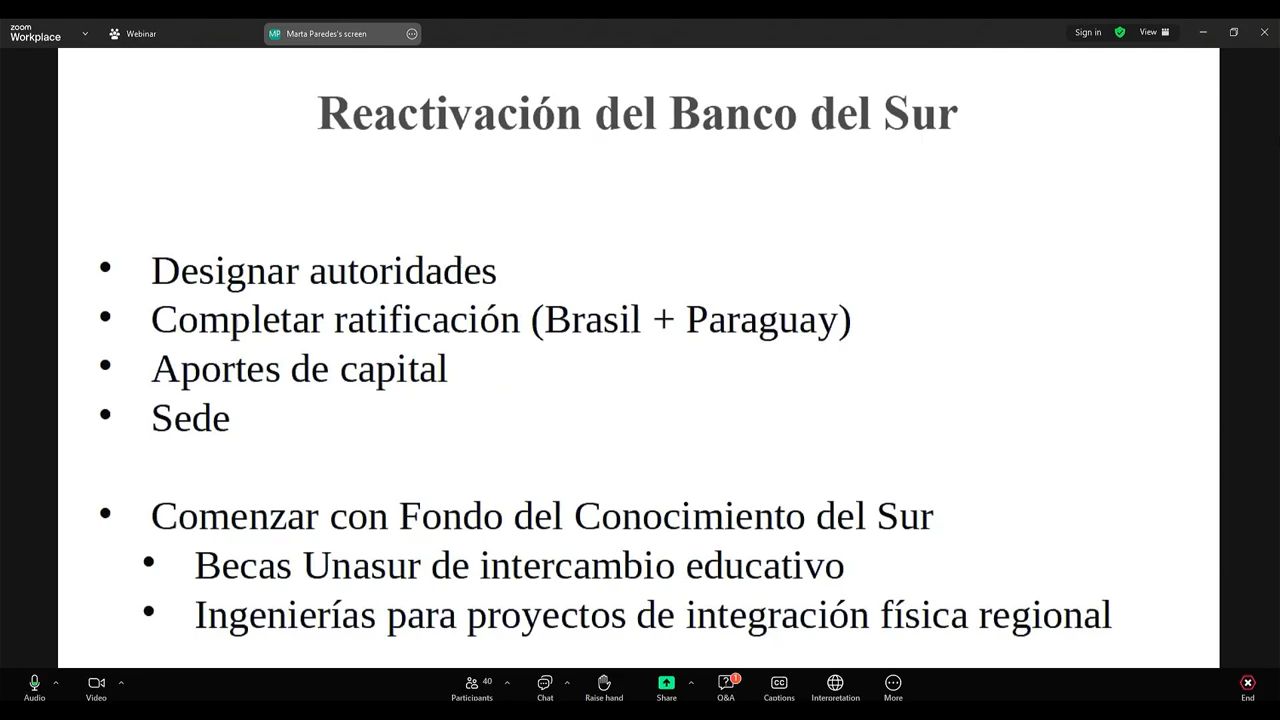 zoom
Workplace
Webinar
MP Marta Paredes's screen
Sign in
View
Reactivación del Banco del Sur
• Designar autoridades
• Completar ratificación (Brasil + Paraguay)
• Aportes de capital
• Sede
• Comenzar con Fondo del Conocimiento del Sur
• Becas Unasur de intercambio educativo
• Ingenierías para proyectos de integración física regional
Audio
Video
Participants 40
Chat
Raise hand
Share
Q&A 1
Captions
Interpretation
More
End